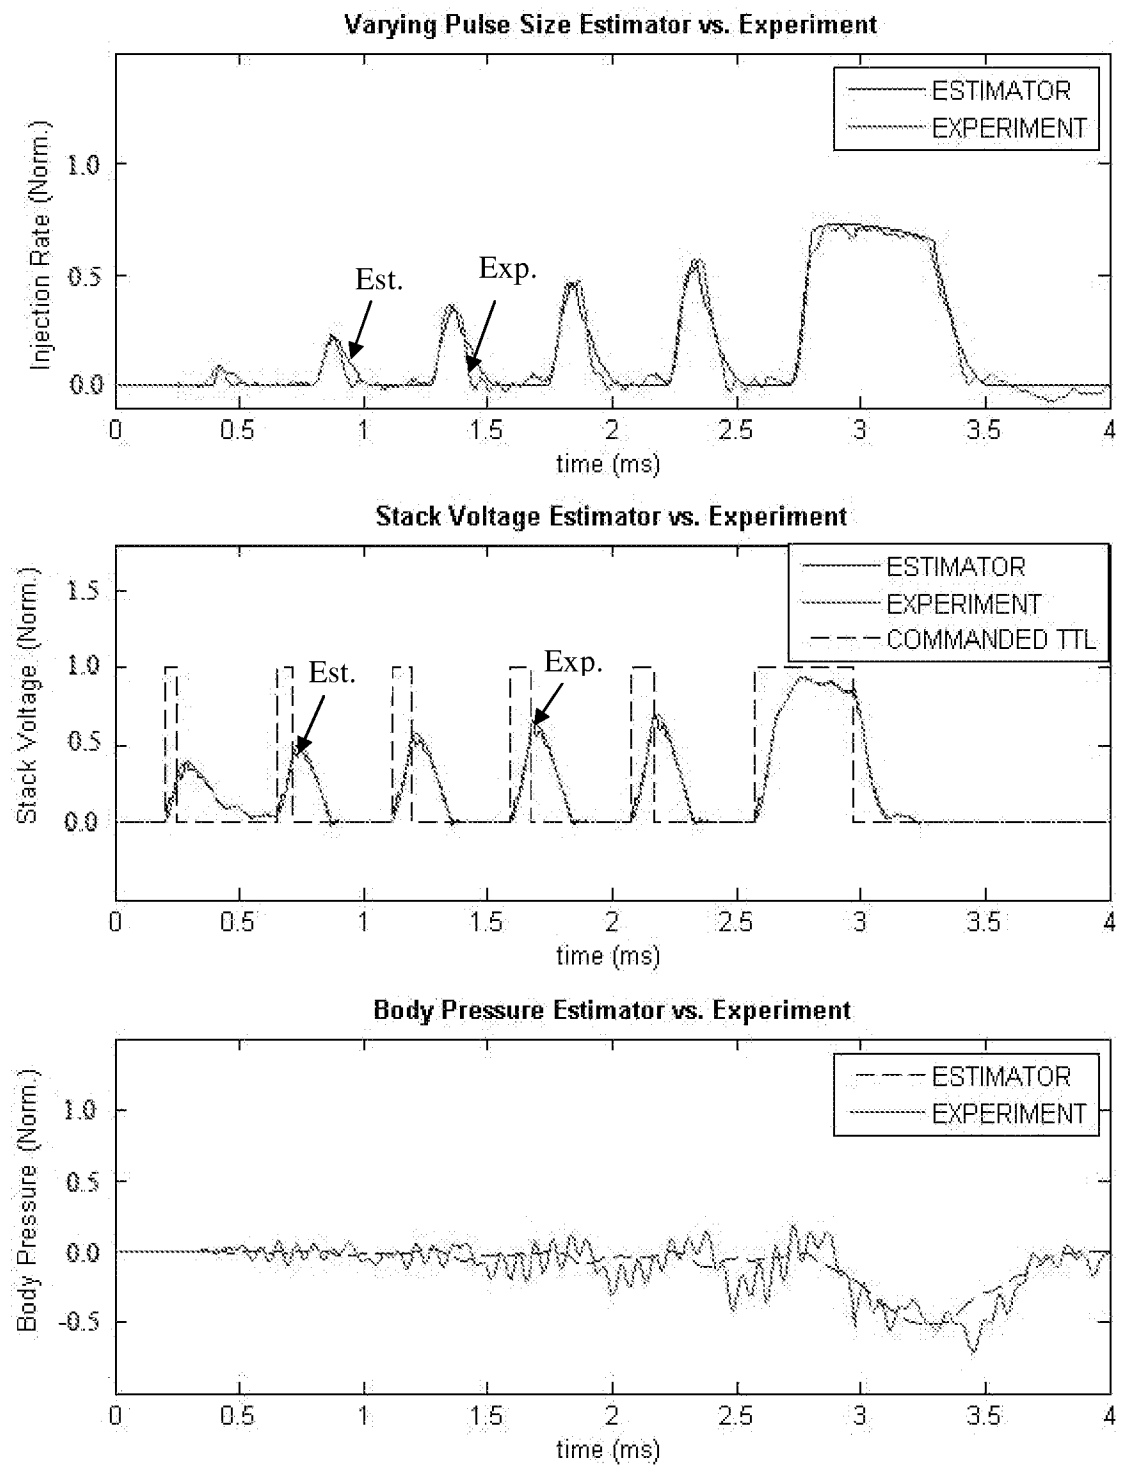 Varying Pulse Size Estimator vs. Experiment
ESTIMATOR
EXPERIMENT
Injection Rate (Norm.)
1.0
0.5
0.0
Est.
Exp.
0 0.5 1 1.5 2 2.5 3 3.5 4
time (ms)
Stack Voltage Estimator vs. Experiment
ESTIMATOR
EXPERIMENT
COMMANDED TTL
Stack Voltage (Norm.)
1.5
1.0
0.5
0.0
Est.
Exp.
0 0.5 1 1.5 2 2.5 3 3.5 4
time (ms)
Body Pressure Estimator vs. Experiment
ESTIMATOR
EXPERIMENT
Body Pressure (Norm.)
1.0
0.5
0.0
-0.5
0 0.5 1 1.5 2 2.5 3 3.5 4
time (ms)